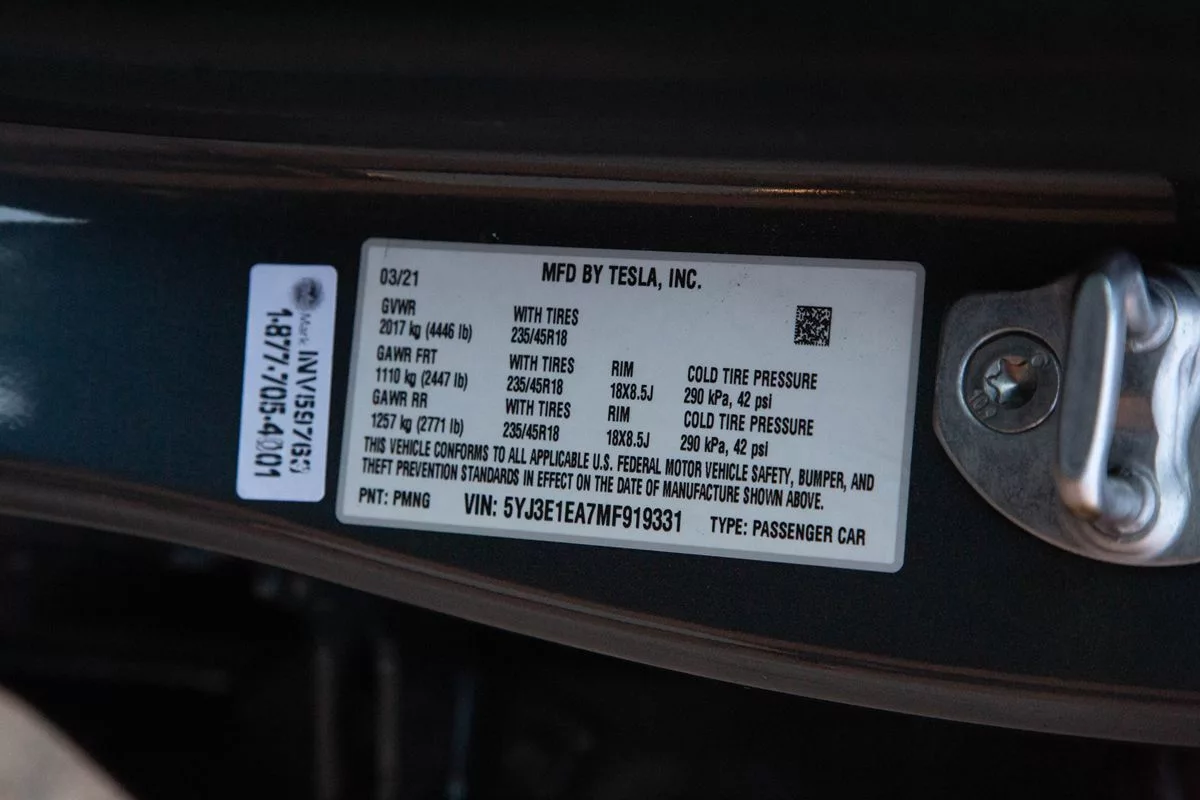 03/21
MFD BY TESLA, INC.
GVWR
2017 kg (4446 lb)
WITH TIRES
235/45R18
GAWR FRT
1110 kg (2447 lb)
WITH TIRES
235/45R18
RIM
18X8.5J
COLD TIRE PRESSURE
290 kPa, 42 psi
GAWR RR
1257 kg (2771 lb)
WITH TIRES
235/45R18
RIM
18X8.5J
COLD TIRE PRESSURE
290 kPa, 42 psi
THIS VEHICLE CONFORMS TO ALL APPLICABLE U.S. FEDERAL MOTOR VEHICLE SAFETY, BUMPER, AND
THEFT PREVENTION STANDARDS IN EFFECT ON THE DATE OF MANUFACTURE SHOWN ABOVE.
PNT: PMNG
VIN: 5YJ3E1EA7MF919331
TYPE: PASSENGER CAR
1-877-705-4001